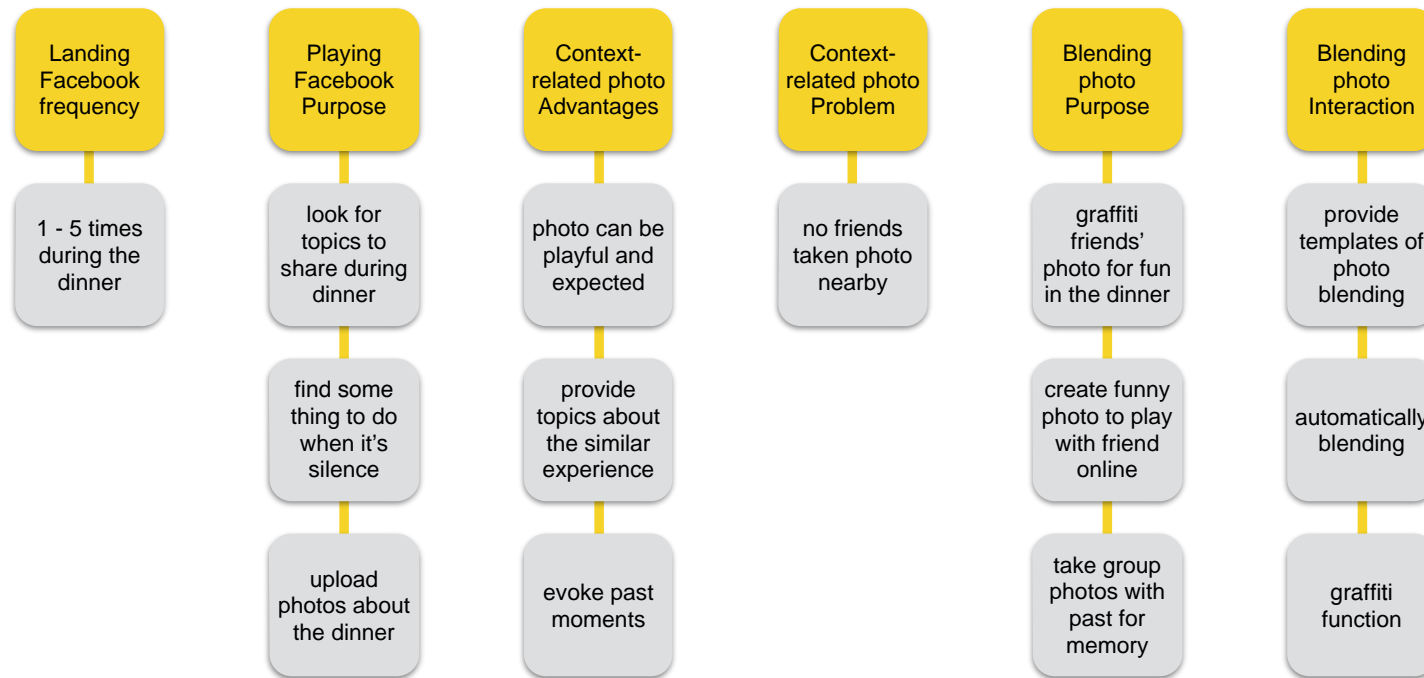 Landing
Facebook
frequency
1 - 5 times
during the
dinner
Playing
Facebook
Purpose
look for
topics to
share during
dinner
find some
thing to do
when it's
silence
upload
photos about
the dinner
Context-
related photo
Advantages
photo can be
playful and
expected
provide
topics about
the similar
experience
evoke past
moments
Context-
related photo
Problem
no friends
taken photo
nearby
Blending
photo
Purpose
graffiti
friends’
photo for fun
in the dinner
create funny
photo to play
with friend
online
take group
photos with
past for
memory
Blending
photo
Interaction
provide
templates of
photo
blending
automatically
blending
graffiti
function